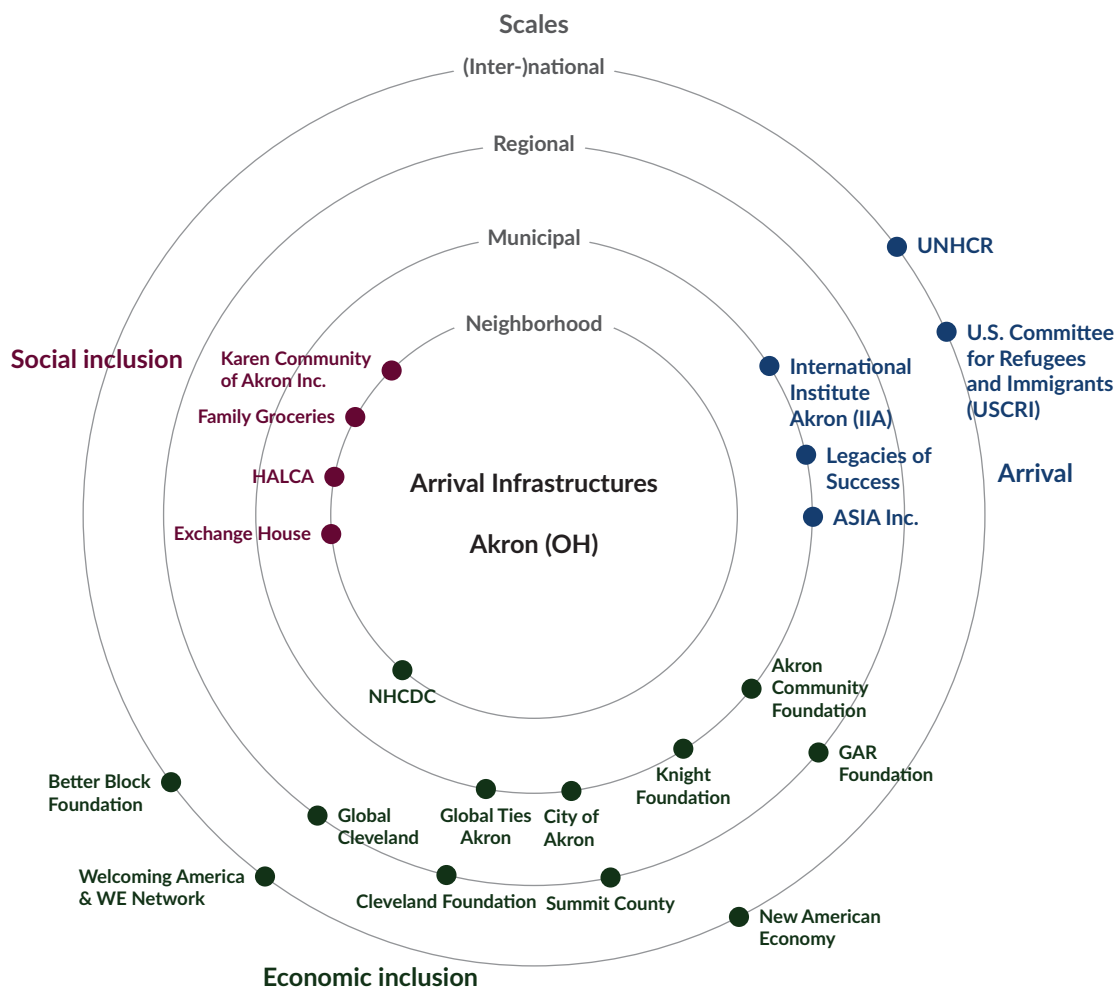 Scales
(Inter-)national
Regional
Municipal
Neighborhood
UNHCR
U.S. Committee
for Refugees
and Immigrants
(USCRI)
Social inclusion
Karen Community
of Akron Inc.
International
Institute
Akron (IIA)
Family Groceries
HALCA
Legacies of
Success
Arrival
Arrival Infrastructures
Akron (OH)
Exchange House
ASIA Inc.
NHCDC
Akron
Community
Foundation
GAR
Foundation
Knight
Foundation
Better Block
Foundation
Global
Cleveland
Global Ties
Akron
City of
Akron
Welcoming America
& WE Network
Cleveland Foundation
Summit County
New American
Economy
Economic inclusion